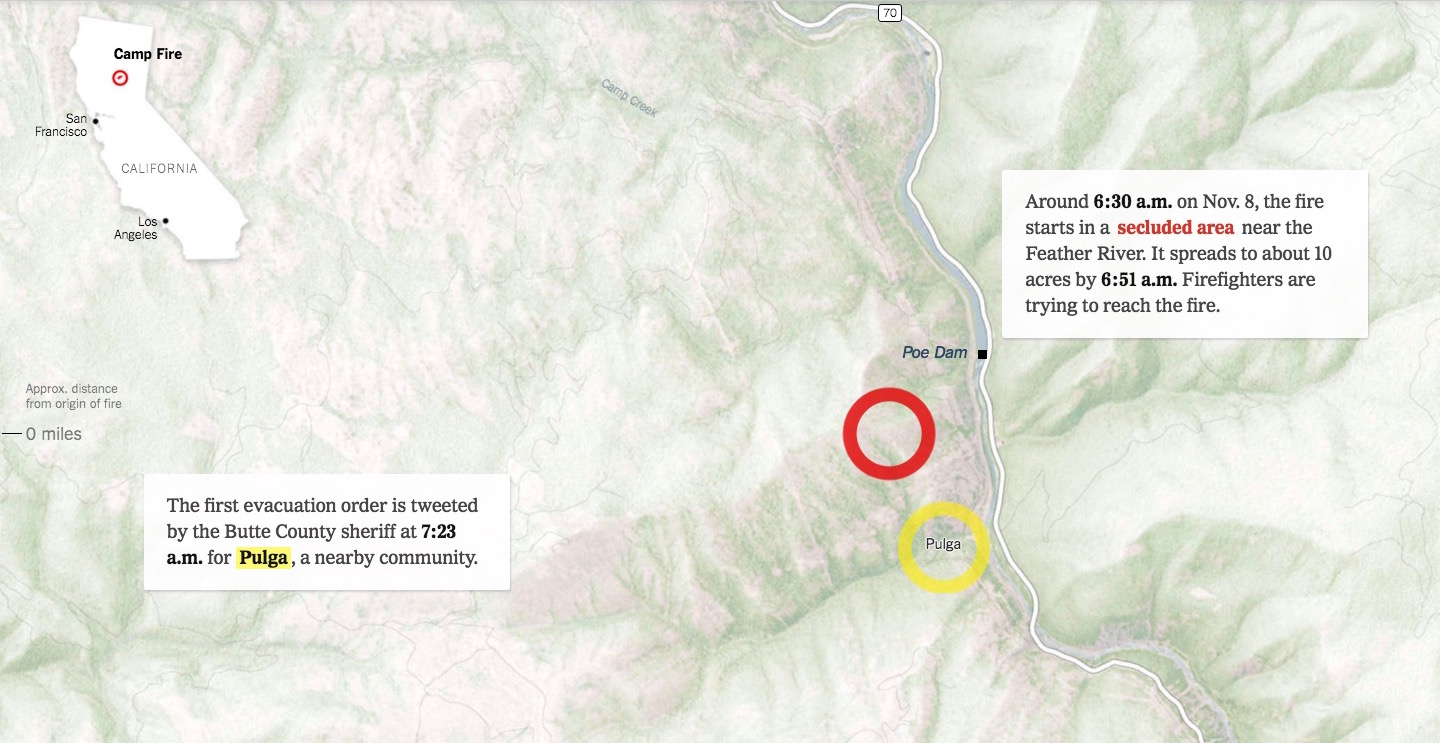 70
Camp Fire
San
Francisco
CALIFORNIA
Los
Angeles
Camp Creek
Around 6:30 a.m. on Nov. 8, the fire
starts in a secluded area near the
Feather River. It spreads to about 10
acres by 6:51 a.m. Firefighters are
trying to reach the fire.
Poe Dam
Approx. distance
from origin of fire
0 miles
The first evacuation order is tweeted
by the Butte County sheriff at 7:23
a.m. for Pulga, a nearby community.
Pulga